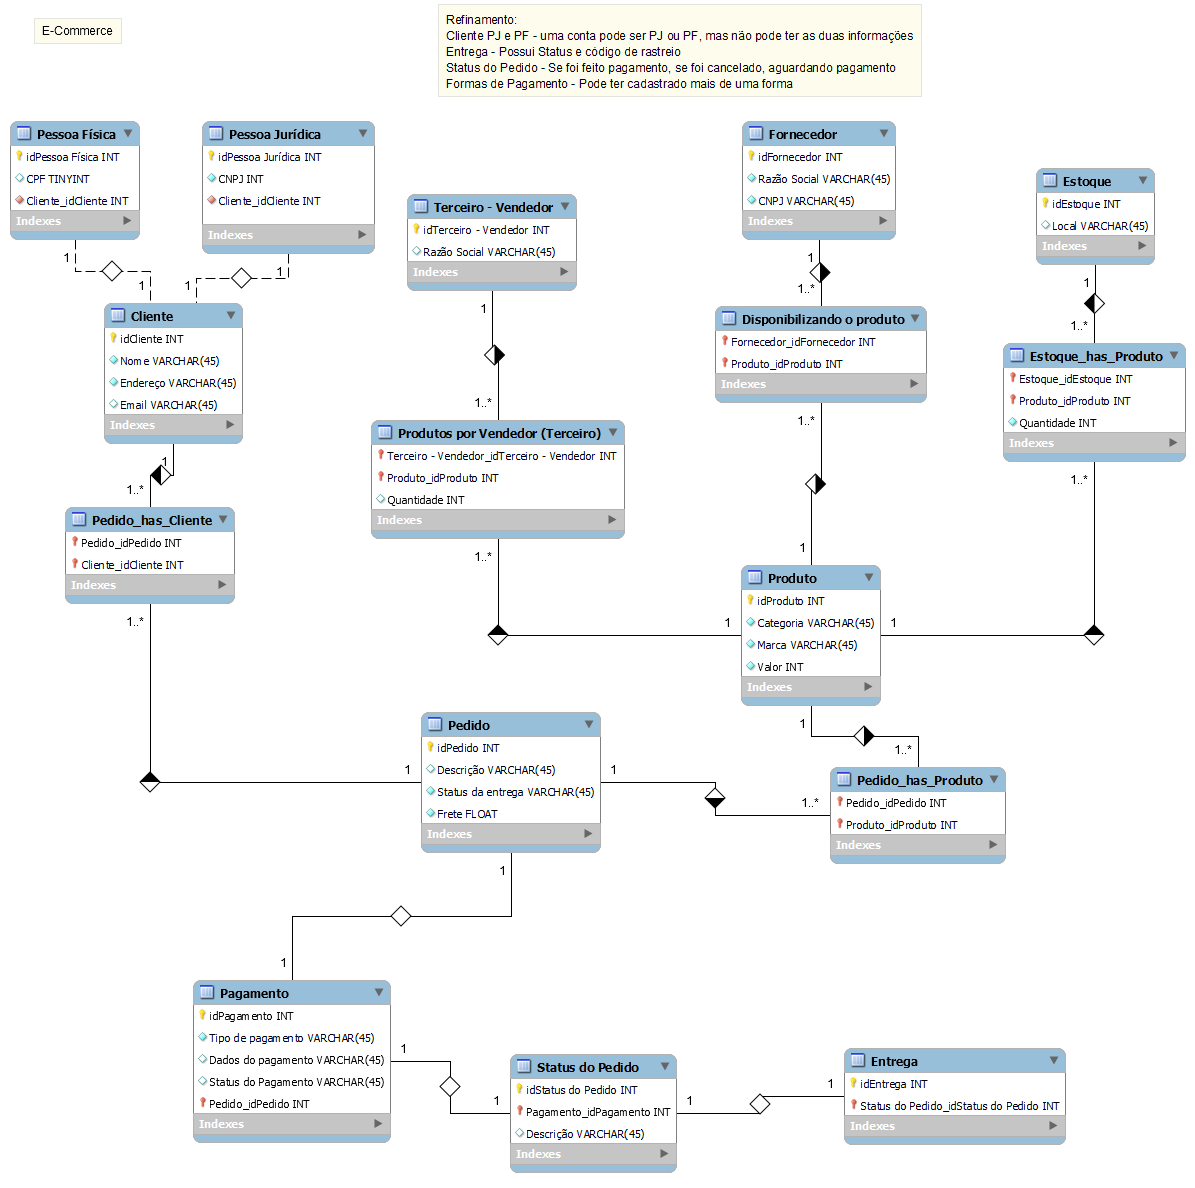 E-Commerce
Refinamento:
Cliente PJ e PF - uma conta pode ser PJ ou PF, mas não pode ter as duas informações
Entrega - Possui Status e código de rastreio
Status do Pedido - Se foi feito pagamento, se foi cancelado, aguardando pagamento
Formas de Pagamento - Pode ter cadastrado mais de uma forma
Pessoa Física
idPessoa Física INT
CPF TINYINT
Cliente_idCliente INT
Indexes
Pessoa Jurídica
idPessoa Jurídica INT
CNPJ INT
Cliente_idCliente INT
Indexes
Terceiro - Vendedor
idTerceiro - Vendedor INT
Razão Social VARCHAR(45)
Indexes
Fornecedor
idFornecedor INT
Razão Social VARCHAR(45)
CNPJ VARCHAR(45)
Indexes
Estoque
idEstoque INT
Local VARCHAR(45)
Indexes
1
1
1
1
1
1
1..*
1
1..*
Cliente
idCliente INT
Nome VARCHAR(45)
Endereço VARCHAR(45)
Email VARCHAR(45)
Indexes
Disponibilizando o produto
Fornecedor_idFornecedor INT
Produto_idProduto INT
Indexes
Estoque_has_Produto
Estoque_idEstoque INT
Produto_idProduto INT
Quantidade INT
Indexes
1..*
Produtos por Vendedor (Terceiro)
Terceiro - Vendedor_idTerceiro - Vendedor INT
Produto_idProduto INT
Quantidade INT
Indexes
1
1..*
1..*
1..*
Pedido_has_Cliente
Pedido_idPedido INT
Cliente_idCliente INT
Indexes
1..*
1
1..*
1
1
Produto
idProduto INT
Categoria VARCHAR(45)
Marca VARCHAR(45)
Valor INT
Indexes
1
1..*
Pedido
idPedido INT
Descrição VARCHAR(45)
Status da entrega VARCHAR(45)
Frete FLOAT
Indexes
1
1
1..*
Pedido_has_Produto
Pedido_idPedido INT
Produto_idProduto INT
Indexes
1
1
Pagamento
idPagamento INT
Tipo de pagamento VARCHAR(45)
Dados do pagamento VARCHAR(45)
Status do Pagamento VARCHAR(45)
Pedido_idPedido INT
Indexes
1
1
Status do Pedido
idStatus do Pedido INT
Pagamento_idPagamento INT
Descrição VARCHAR(45)
Indexes
1
1
Entrega
idEntrega INT
Status do Pedido_idStatus do Pedido INT
Indexes